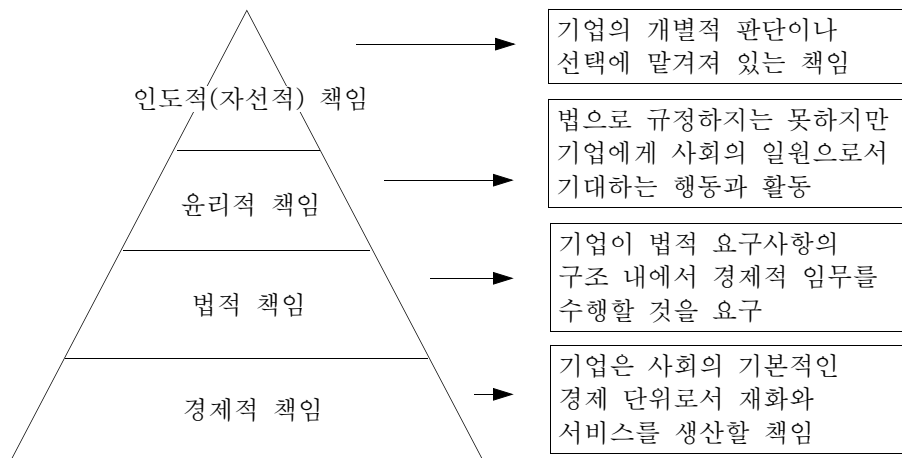 기업의 개별적 판단이나
선택에 맡겨져 있는 책임
인도적(자선적) 책임
법으로 규정하지는 못하지만
기업에게 사회의 일원으로서
기대하는 행동과 활동
윤리적 책임
기업이 법적 요구사항의
구조 내에서 경제적 임무를
수행할 것을 요구
법적 책임
기업은 사회의 기본적인
경제 단위로서 재화와
서비스를 생산할 책임
경제적 책임